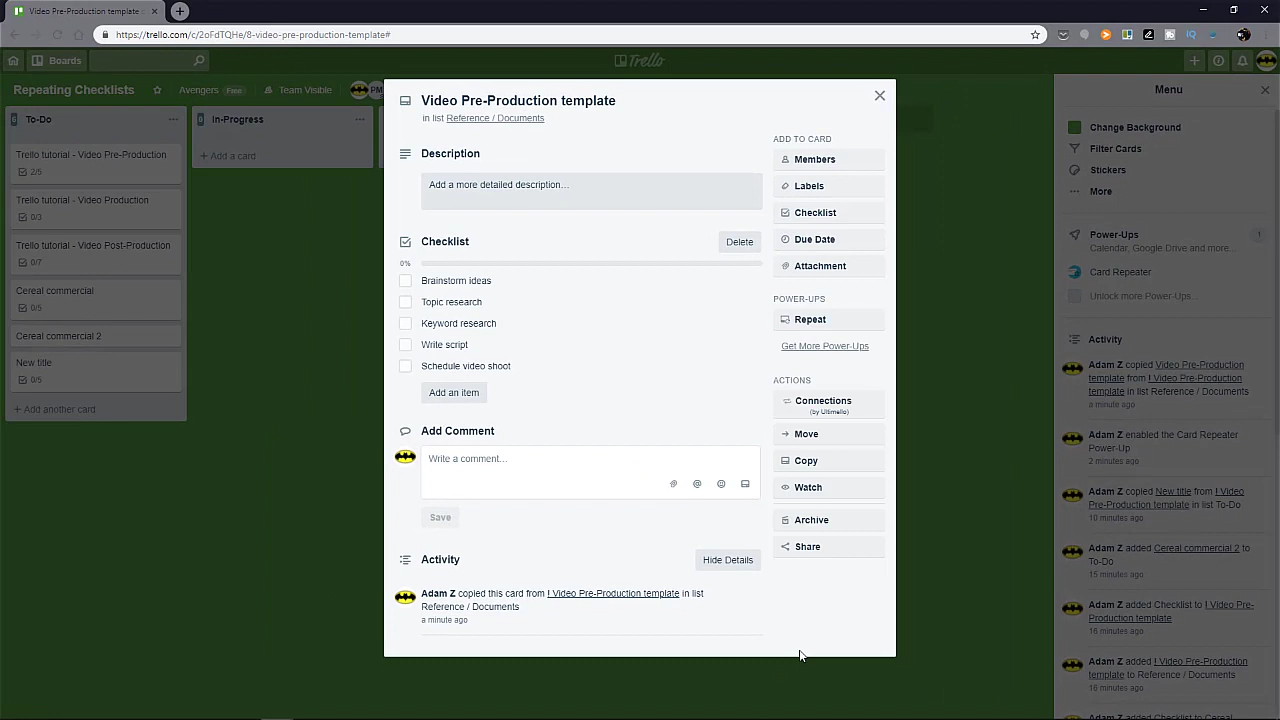 Video Pre-Production template
https://trello.com/c/2oFdTQHe/8-video-pre-production-template#
Boards
Trello
Repeating Checklists
Avengers Free
Team Visible
PM
To-Do
Trello tutorial - Video Pre-Production
2/5
Trello tutorial - Video Production
0/3
Trello tutorial - Video Post-Production
0/7
Cereal commercial
0/5
Cereal commercial 2
New title
0/5
+ Add another card
In-Progress
+ Add a card
Video Pre-Production template
in list Reference / Documents
Description
Add a more detailed description…
Checklist
Delete
0%
Brainstorm ideas
Topic research
Keyword research
Write script
Schedule video shoot
Add an item
Add Comment
Write a comment…
Save
Activity
Hide Details
Adam Z copied this card from ! Video Pre-Production template in list
Reference / Documents
a minute ago
ADD TO CARD
Members
Labels
Checklist
Due Date
Attachment
POWER-UPS
Repeat
Get More Power-Ups
ACTIONS
Connections
(by Ultimello)
Move
Copy
Watch
Archive
Share
Menu
Change Background
Filter Cards
Stickers
More
Power-Ups
1
Calendar, Google Drive and more…
Card Repeater
Unlock more Power-Ups…
Activity
Adam Z copied Video Pre-Production
template from ! Video Pre-Production
template in list Reference / Documents
a minute ago
Adam Z enabled the Card Repeater
Power-Up
2 minutes ago
Adam Z copied New title from ! Video
Pre-Production template in list To-Do
10 minutes ago
Adam Z added Cereal commercial 2 to
To-Do
15 minutes ago
Adam Z added Checklist to ! Video Pre-
Production template
16 minutes ago
Adam Z added ! Video Pre-Production
template to Reference / Documents
16 minutes ago
Adam Z added Checklist to Cereal